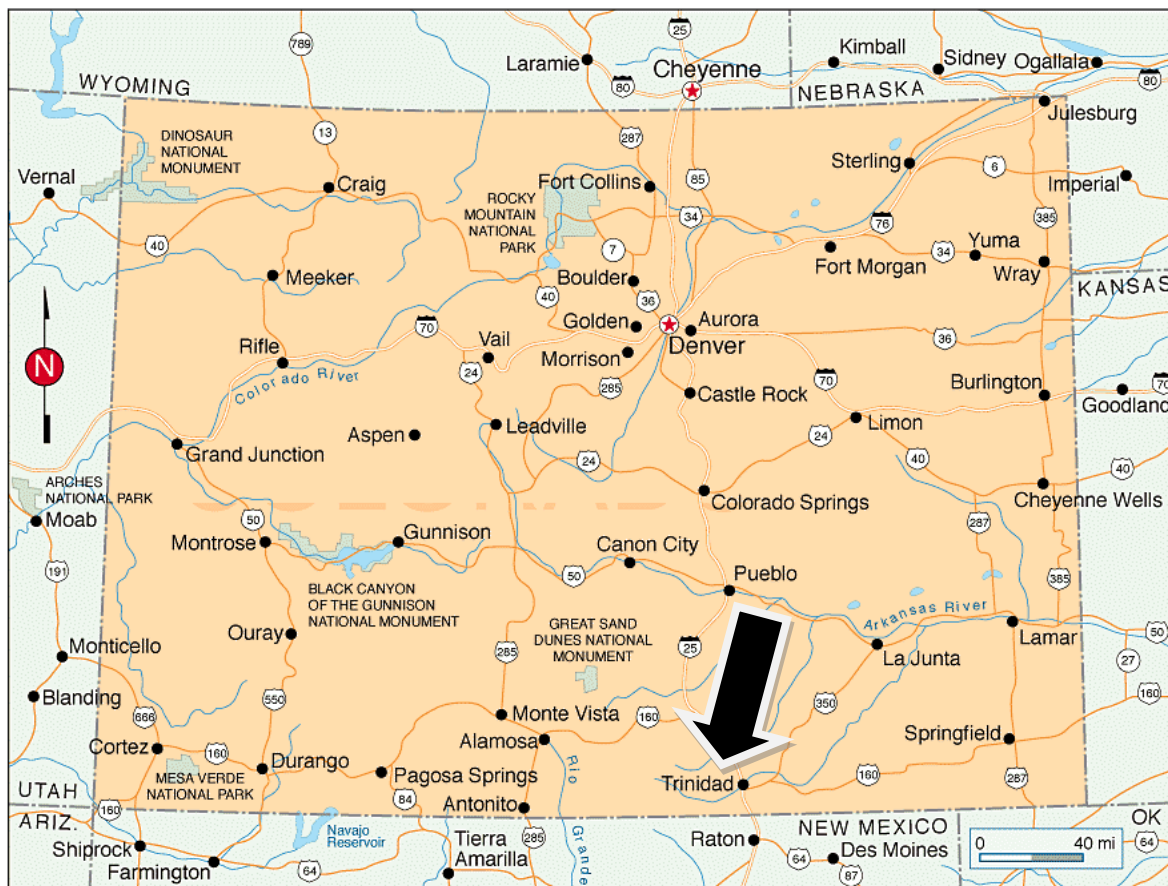 789
25
Laramie
Cheyenne
80
Kimball
Sidney
Ogallala
80
WYOMING
NEBRASKA
Julesburg
13
287
DINOSAUR
NATIONAL
MONUMENT
Sterling
6
Vernal
Craig
Fort Collins
85
Imperial
ROCKY
MOUNTAIN
NATIONAL
PARK
34
76
385
40
7
34
Yuma
Meeker
Fort Morgan
Wray
Boulder
KANSAS
40
36
N
70
Golden
Aurora
Vail
Denver
36
Rifle
Morrison
24
285
70
Burlington
70
Colorado River
Castle Rock
Goodland
Aspen
Leadville
Limon
Grand Junction
24
24
40
40
ARCHES
NATIONAL PARK
Cheyenne Wells
Moab
Colorado Springs
50
287
Montrose
Gunnison
Canon City
191
50
Pueblo
385
BLACK CANYON
OF THE GUNNISON
NATIONAL MONUMENT
Arkansas River
GREAT SAND
DUNES NATIONAL
MONUMENT
Ouray
Lamar
50
Monticello
285
25
La Junta
27
Blanding
550
160
666
Monte Vista
160
350
Cortez
160
Alamosa
Springfield
Durango
MESA VERDE
NATIONAL PARK
Pagosa Springs
Rio Grande
Trinidad
160
287
UTAH
160
84
Antonito
ARIZ.
Navajo
Reservoir
285
Raton
NEW MEXICO
OK
Shiprock
Tierra
Amarilla
64
Des Moines
0
40 mi
64
Farmington
64
87